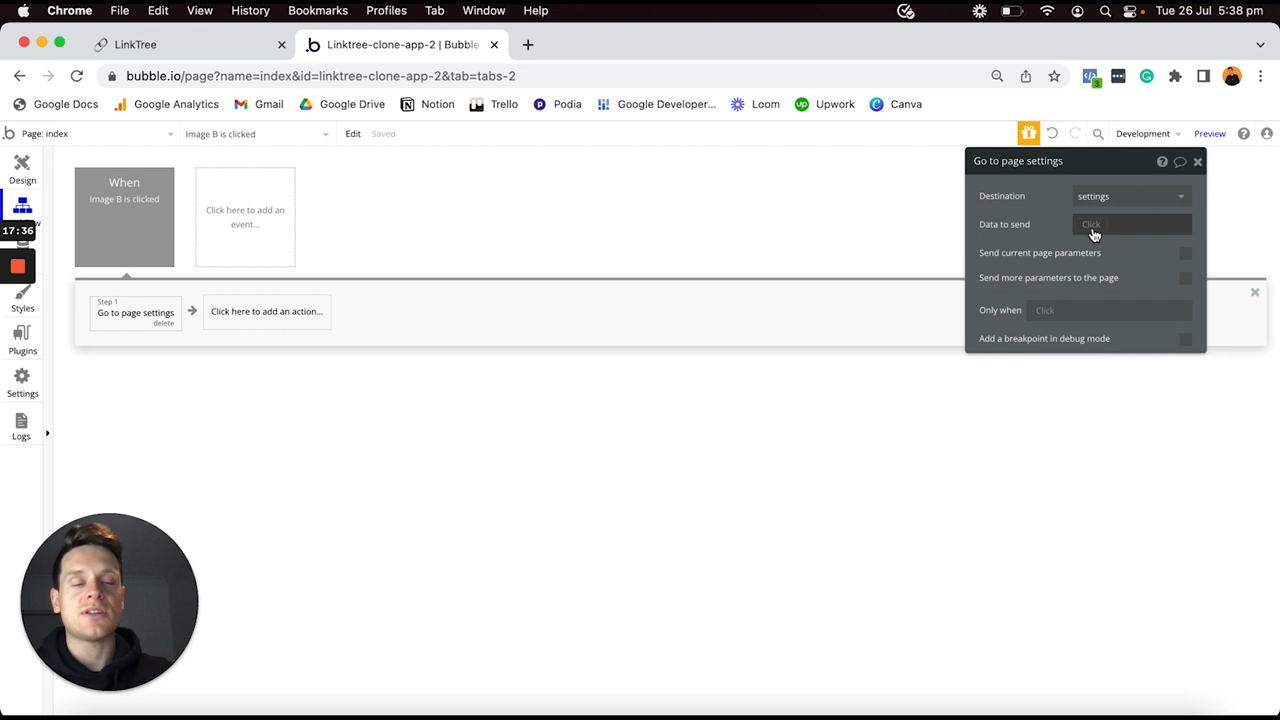 Chrome File Edit View History Bookmarks Profiles Tab Window Help Tue 26 Jul 5:38 pm
LinkTree
Linktree-clone-app-2 | Bubble
bubble.io/page?name=index&id=linktree-clone-app-2&tab=tabs-2
3
Google Docs Google Analytics Gmail Google Drive Notion Trello Podia Google Developer... Loom Upwork Canva
Page: index Image B is clicked Edit Saved Development Preview
Design
17:36
Styles
Plugins
Settings
Logs
When
Image B is clicked
Click here to add an
event...
Step 1
Go to page settings
delete
Click here to add an action...
Go to page settings
Destination settings
Data to send Click
Send current page parameters
Send more parameters to the page
Only when Click
Add a breakpoint in debug mode